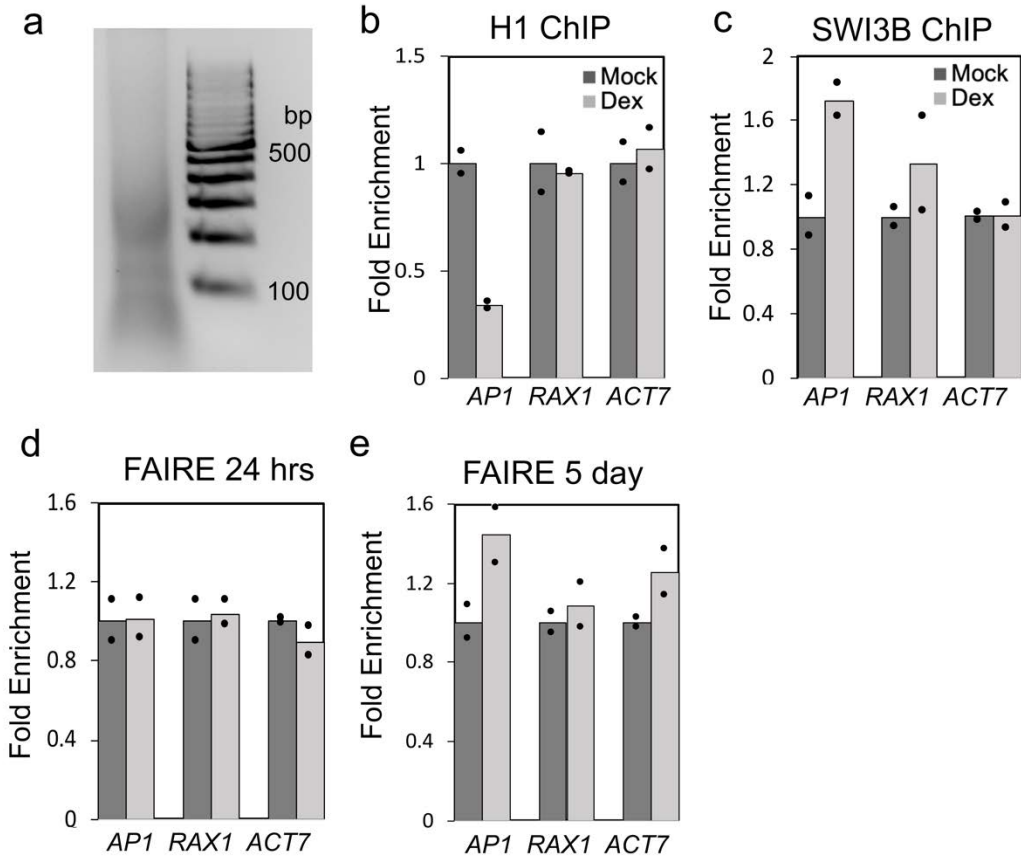 a
bp
500
100
b
H1 ChIP
Fold Enrichment
1.5
1
0.5
0
Mock
Dex
AP1 RAX1 ACT7
c
SWI3B ChIP
Fold Enrichment
2
1.6
1.2
0.8
0.4
0
Mock
Dex
AP1 RAX1 ACT7
d
FAIRE 24 hrs
Fold Enrichment
1.6
1.2
0.8
0.4
0
AP1 RAX1 ACT7
e
FAIRE 5 day
Fold Enrichment
1.6
1.2
0.8
0.4
0
AP1 RAX1 ACT7